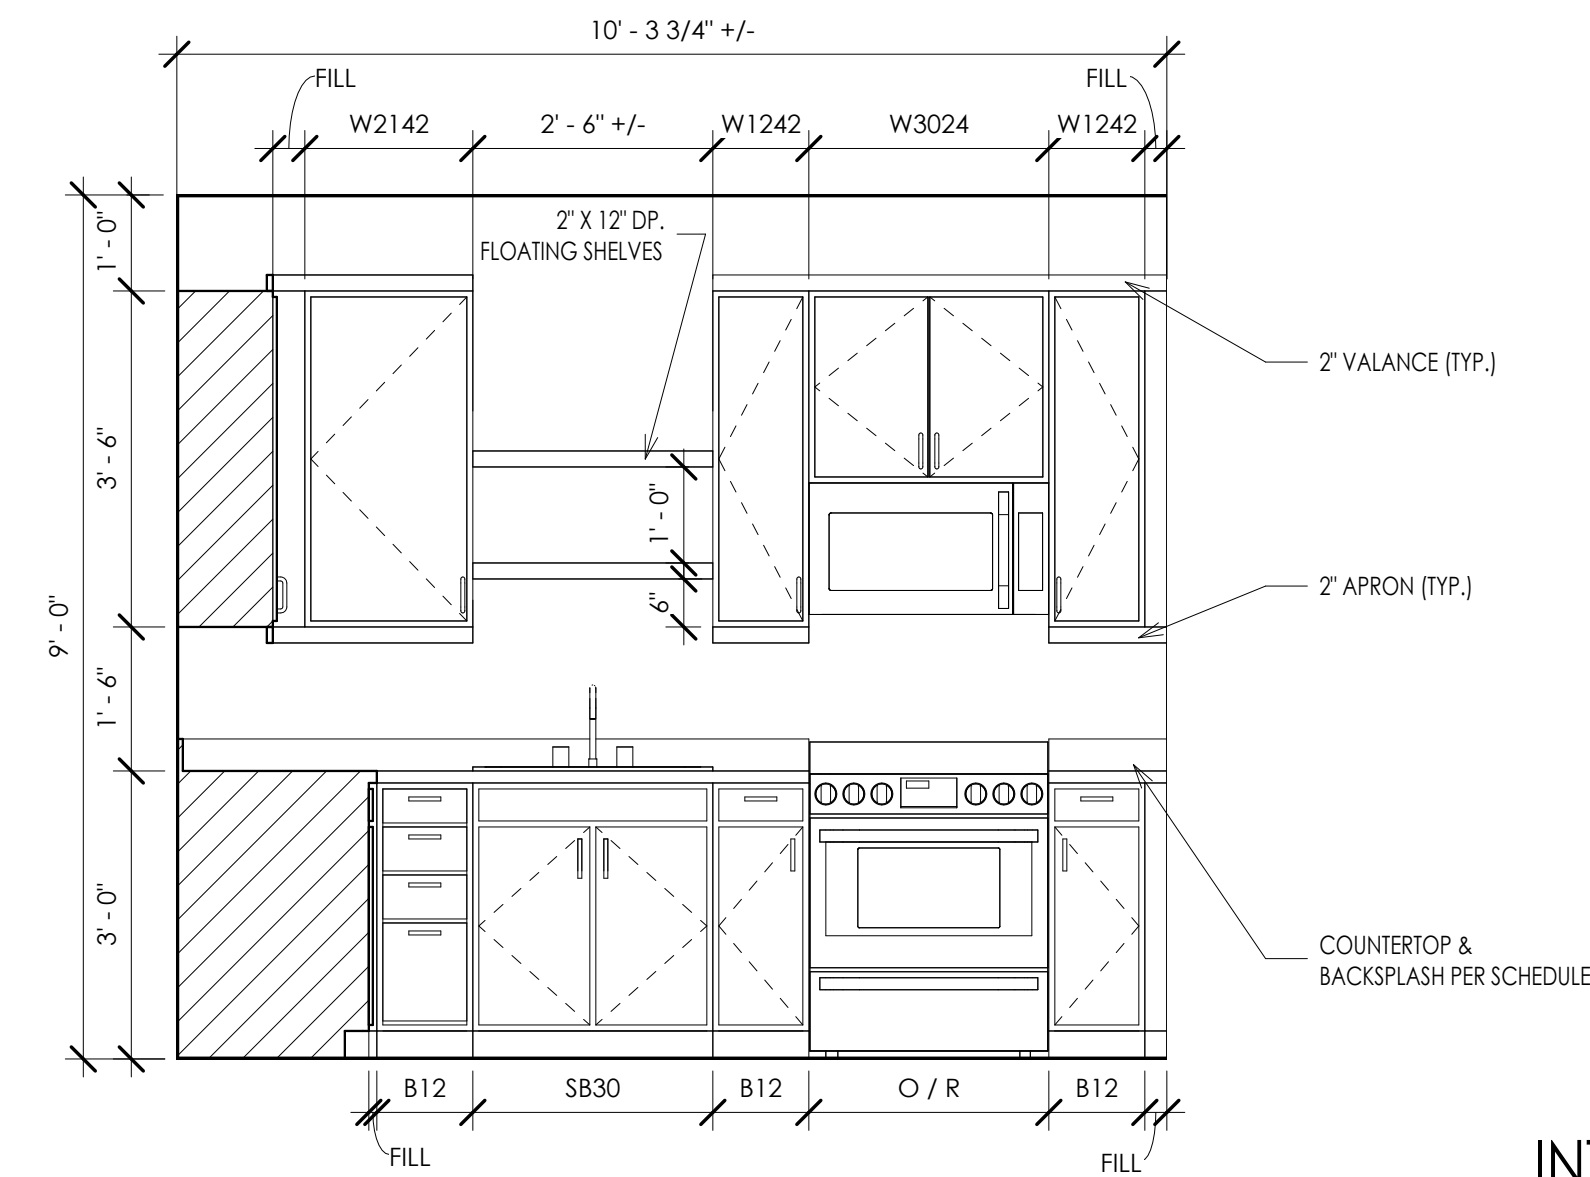 10' - 3 3/4" +/-
FILL
FILL
W2142
2' - 6" +/-
W1242
W3024
W1242
1' - 0"
2" X 12" DP.
FLOATING SHELVES
2" VALANCE (TYP.)
3' - 6"
1' - 0"
6"
2" APRON (TYP.)
9' - 0"
1' - 6"
3' - 0"
COUNTERTOP &
BACKSPLASH PER SCHEDULE
B12
SB30
B12
O / R
B12
FILL
FILL